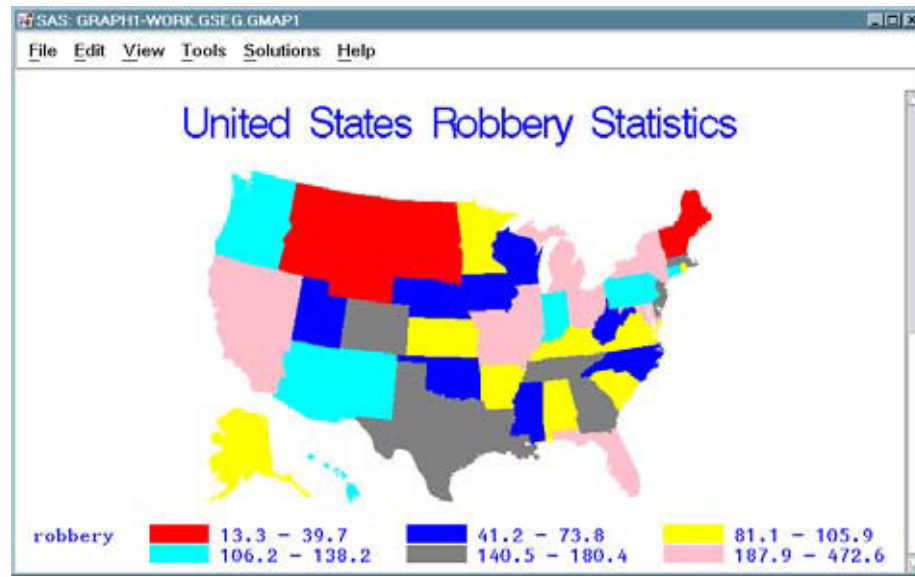 SAS: GRAPH1-WORK.GSEG.GMAP1
File Edit View Tools Solutions Help
United States Robbery Statistics
robbery 13.3 - 39.7 41.2 - 73.8 81.1 - 105.9
106.2 - 138.2 140.5 - 180.4 187.9 - 472.6